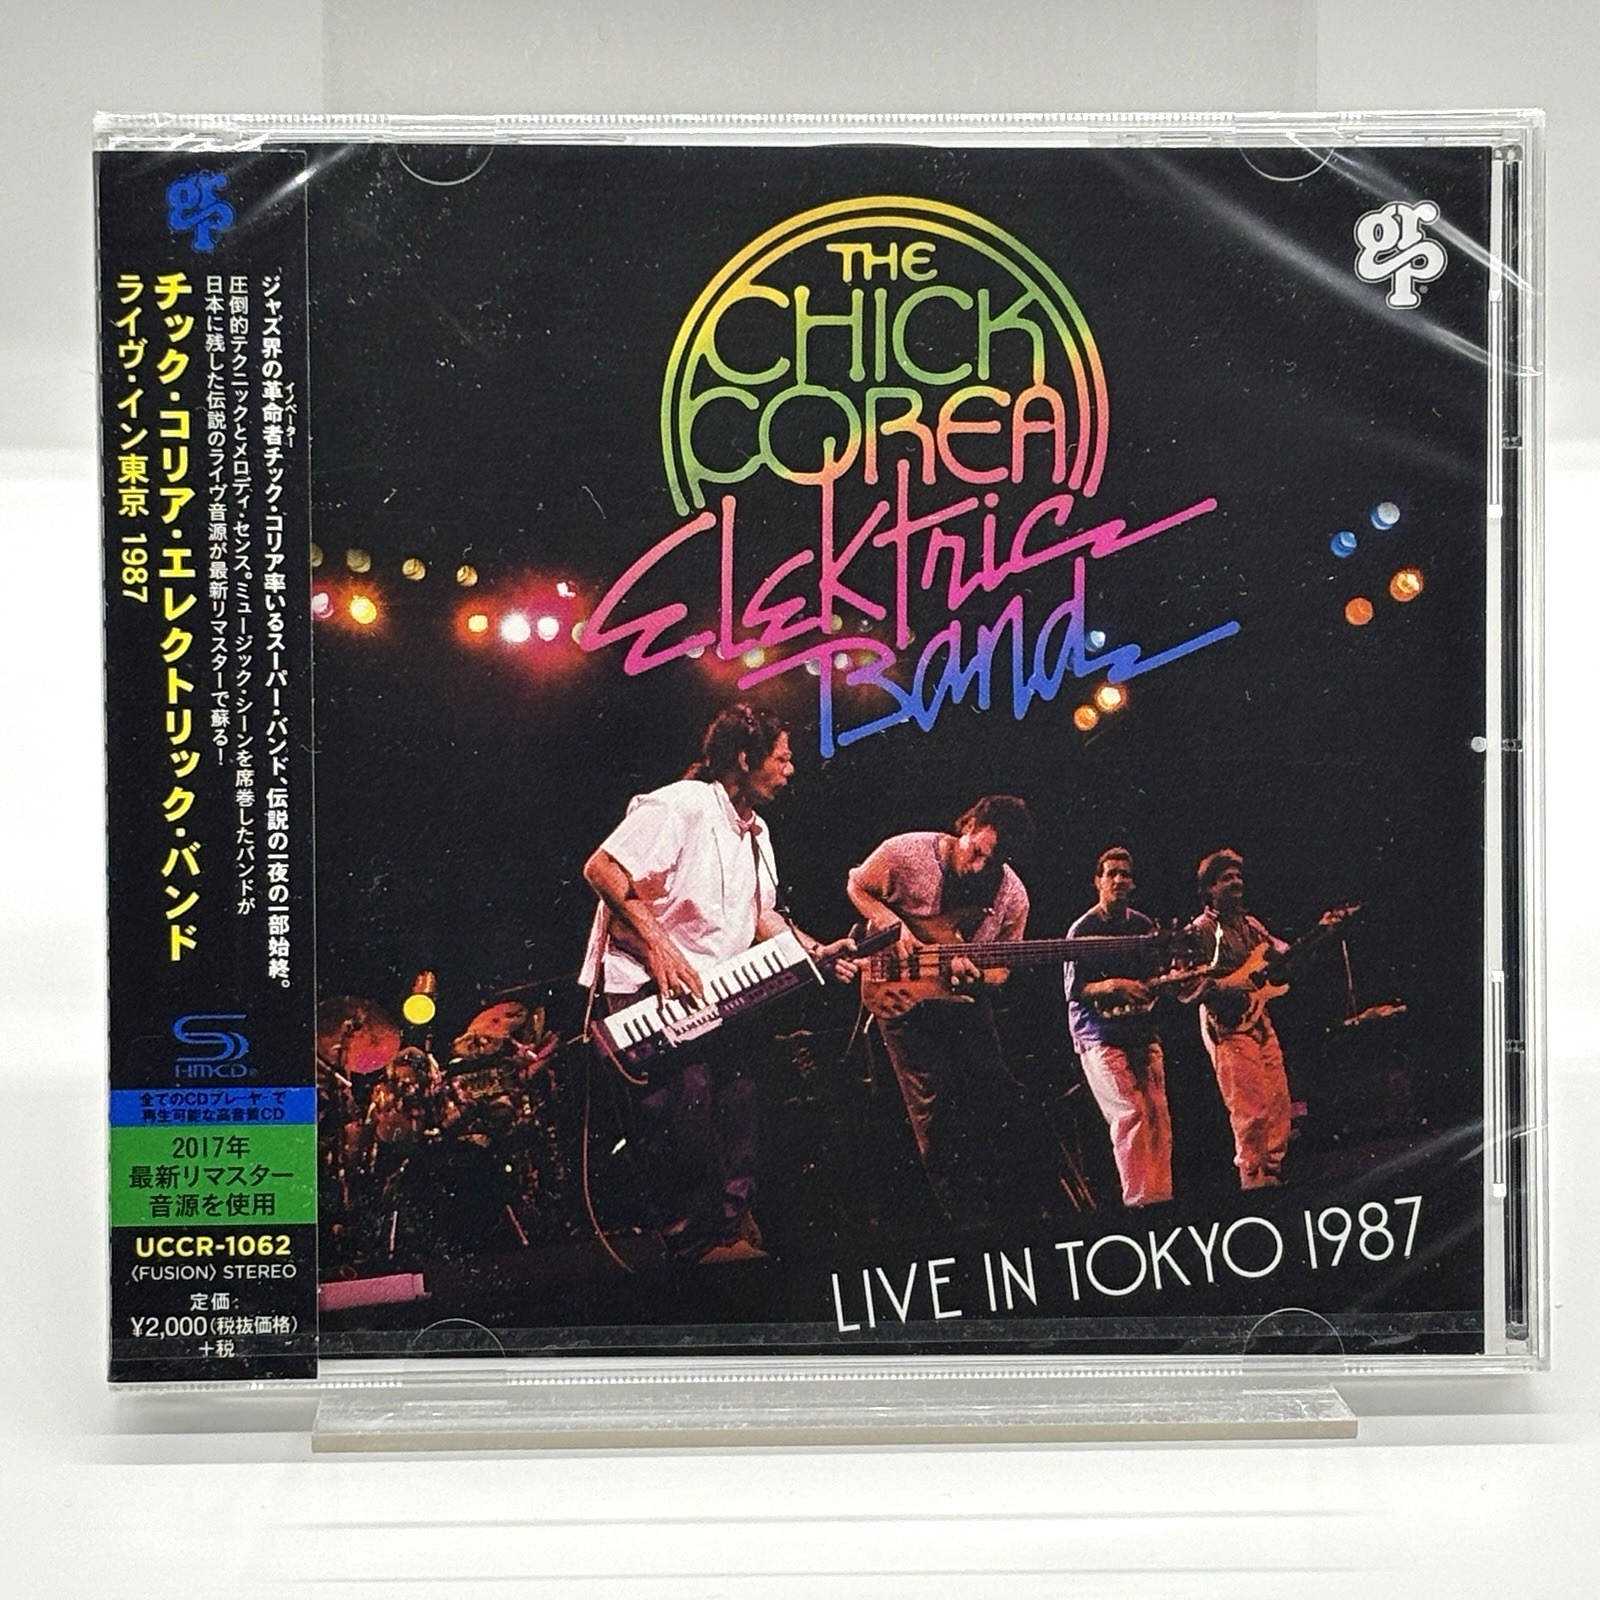 grp
ジャズ界の革命者チック・コリア率いるスーパー・バンド、伝説の一夜の一部始終。
イノベーター
圧倒的テクニックとメロディ・センス。ミュージック・シーンを席巻したバンドが
日本に残した伝説のライヴ音源が最新リマスターで蘇る!
チック・コリア・エレクトリック・バンド
ライヴ・イン東京 1987
SHM-CD
全てのCDプレーヤーで
再生可能な高音質CD
2017年
最新リマスター
音源を使用
UCCR-1062
〈FUSION〉 STEREO
定価:
¥2,000(税抜価格)
+税
THE
CHICK
COREA
Elektric
Band
grp
LIVE IN TOKYO 1987